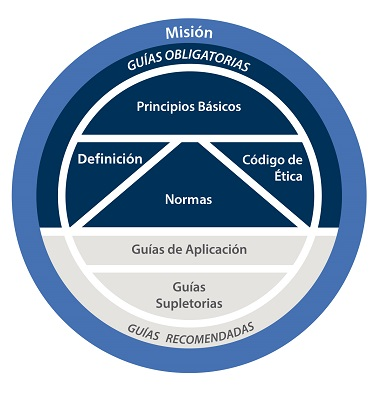 Misión
GUÍAS OBLIGATORIAS
Principios Básicos
Definición
Código de
Ética
Normas
Guías de Aplicación
Guías
Supletorias
GUÍAS RECOMENDADAS